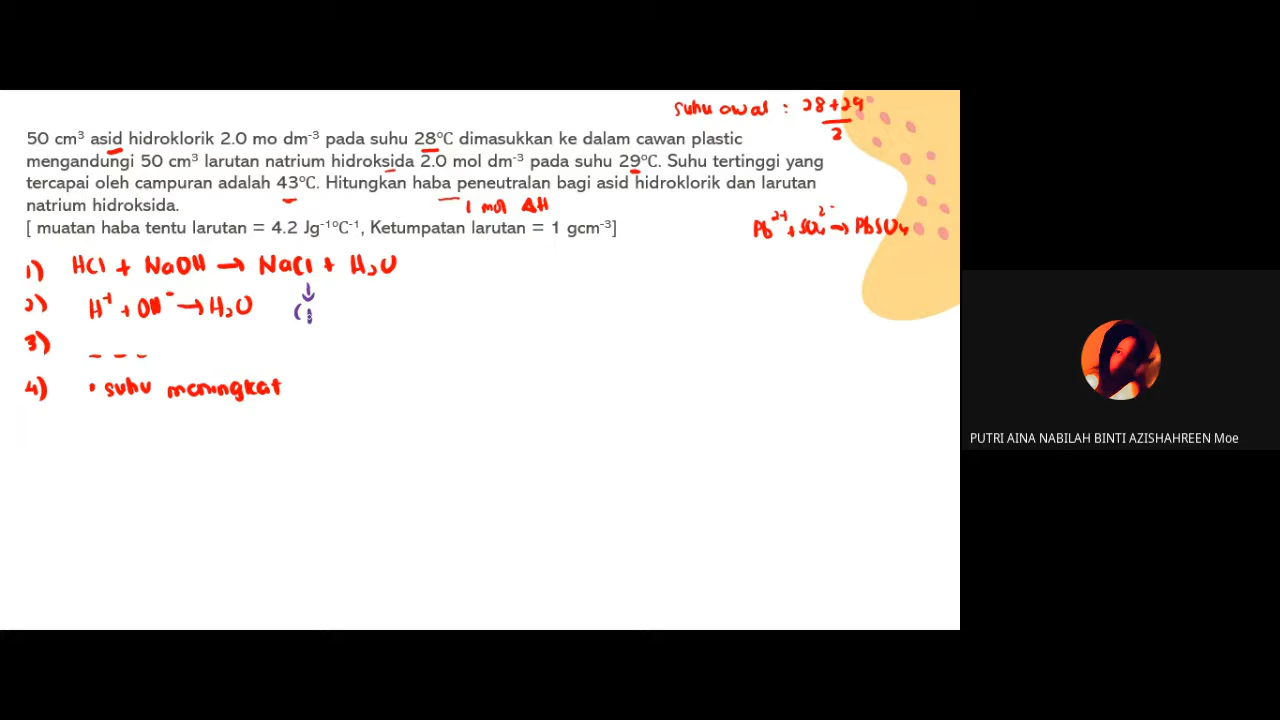 suhu awal : 28+29
2
50 cm³ asid hidroklorik 2.0 mo dm⁻³ pada suhu 28°C dimasukkan ke dalam cawan plastic
mengandungi 50 cm³ larutan natrium hidroksida 2.0 mol dm⁻³ pada suhu 29°C. Suhu tertinggi yang
tercapai oleh campuran adalah 43°C. Hitungkan haba peneutralan bagi asid hidroklorik dan larutan
natrium hidroksida.
1 mol ΔH
[ muatan haba tentu larutan = 4.2 Jg⁻¹°C⁻¹, Ketumpatan larutan = 1 gcm⁻³]
Pb²⁺ + SO₄²⁻ → PbSO₄
1) HCl + NaOH → NaCl + H₂O
2) H⁺ + OH⁻ → H₂O
3) - - -
4) • suhu meningkat
PUTRI AINA NABILAH BINTI AZISHAHREEN Moe